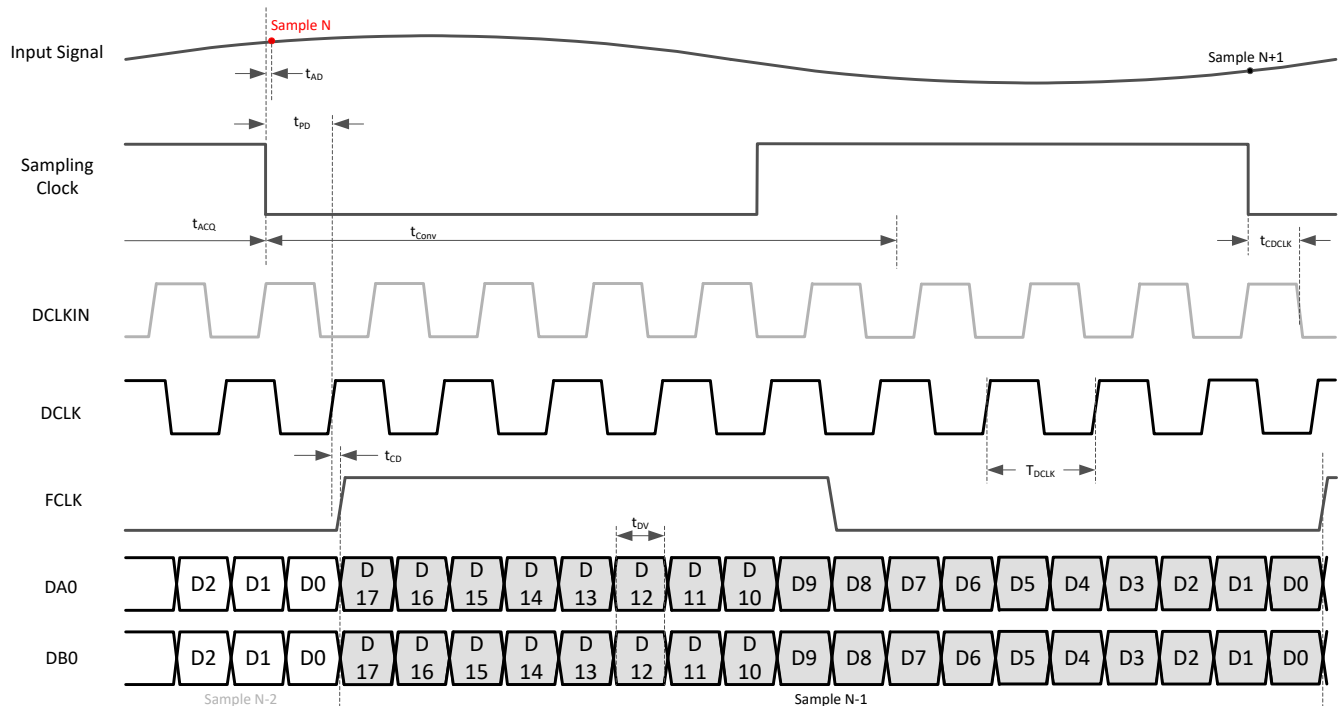 Sample N
Input Signal
Sample N+1
tAD
tPD
Sampling
Clock
tACQ
tConv
tCDCLK
DCLKIN
DCLK
tCD
TDCLK
FCLK
tDV
DA0
D2 D1 D0 D 17 D 16 D 15 D 14 D 13 D 12 D 11 D 10 D9 D8 D7 D6 D5 D4 D3 D2 D1 D0
DB0
D2 D1 D0 D 17 D 16 D 15 D 14 D 13 D 12 D 11 D 10 D9 D8 D7 D6 D5 D4 D3 D2 D1 D0
Sample N-2
Sample N-1